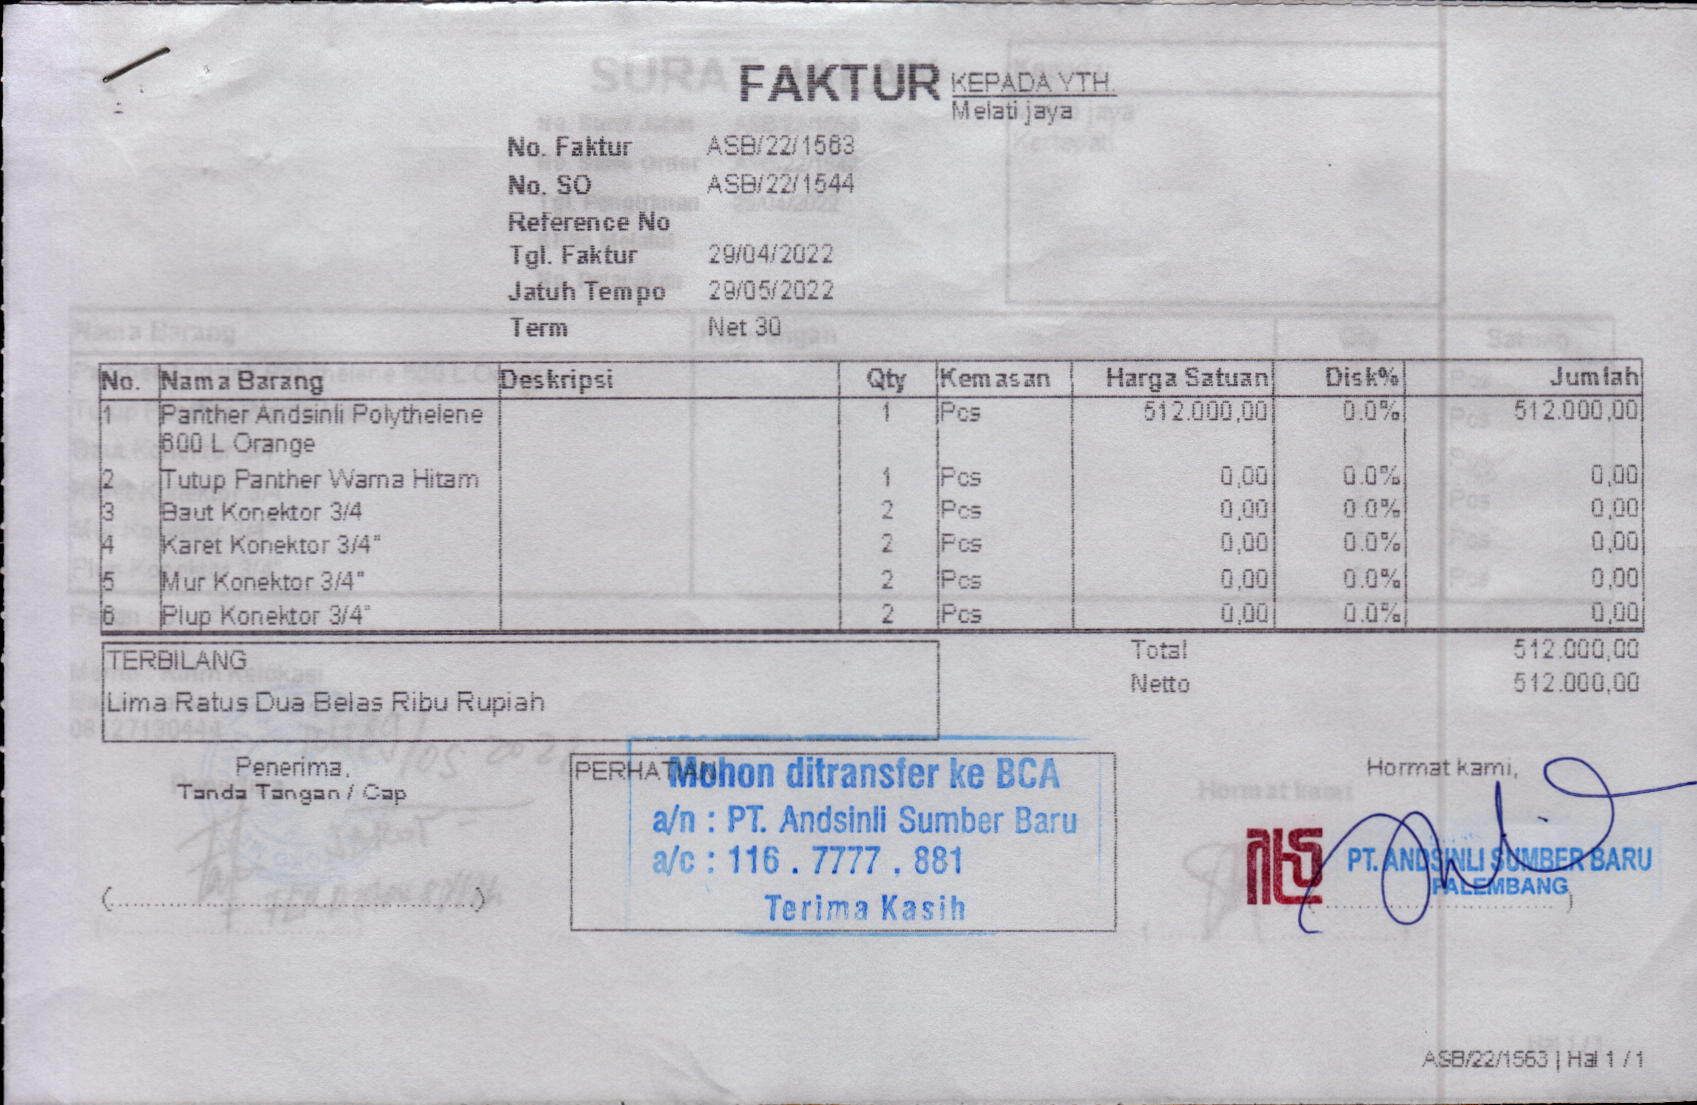 FAKTUR
KEPADA YTH.
Melati jaya
No. Faktur ASB/22/1563
No. SO ASB/22/1544
Reference No
Tgl. Faktur 29/04/2022
Jatuh Tempo 29/05/2022
Term Net 30
No. Nama Barang Deskripsi Qty Kemasan Harga Satuan Disk% Jumlah
1 Panther Andsinli Polythelene 1 Pcs 512.000,00 0.0% 512.000,00
600 L Orange
2 Tutup Panther Warna Hitam 1 Pcs 0,00 0.0% 0,00
3 Baut Konektor 3/4 2 Pcs 0,00 0.0% 0,00
4 Karet Konektor 3/4" 2 Pcs 0,00 0.0% 0,00
5 Mur Konektor 3/4" 2 Pcs 0,00 0.0% 0,00
6 Plup Konektor 3/4" 2 Pcs 0,00 0.0% 0,00
Total 512.000,00
Netto 512.000,00
TERBILANG
Lima Ratus Dua Belas Ribu Rupiah
Penerima,
Tanda Tangan / Cap
(........................................)
PERHATIAN
Mohon ditransfer ke BCA
a/n : PT. Andsinli Sumber Baru
a/c : 116 . 7777 . 881
Terima Kasih
Hormat kami,
PT. ANDSINLI SUMBER BARU
PALEMBANG
ASB/22/1563 | Hal 1 / 1